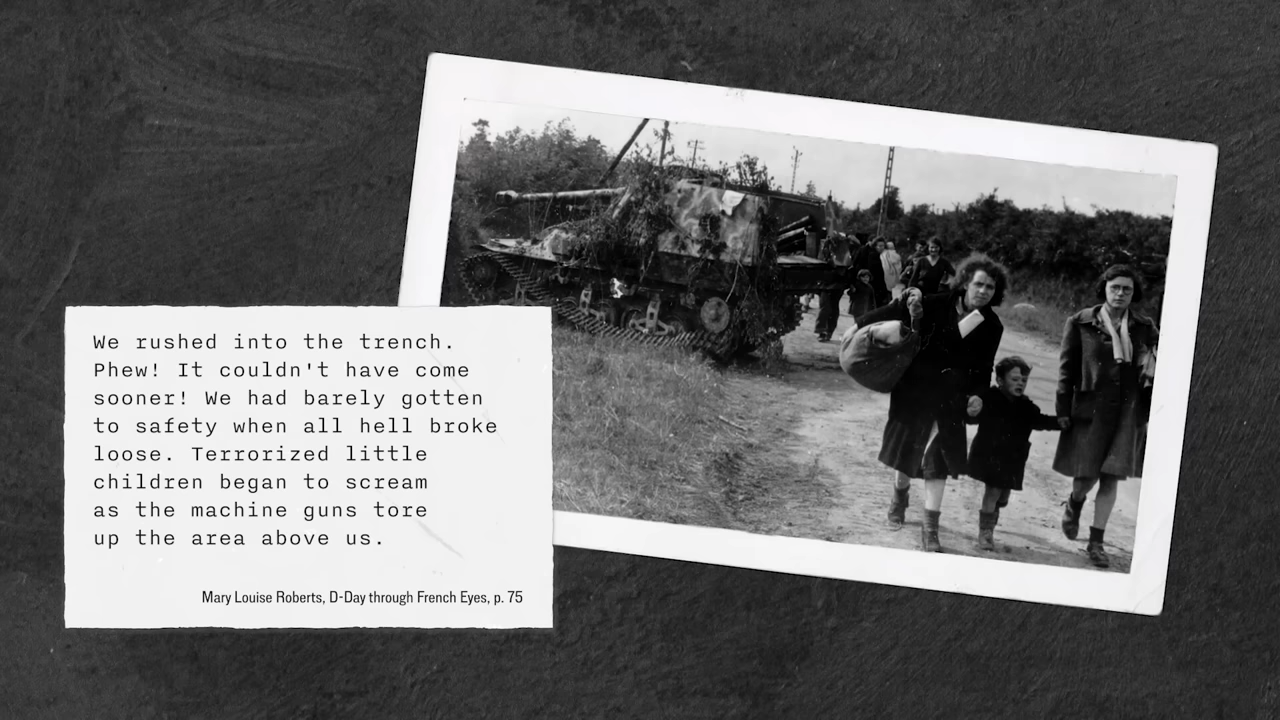 We rushed into the trench.
Phew! It couldn't have come
sooner! We had barely gotten
to safety when all hell broke
loose. Terrorized little
children began to scream
as the machine guns tore
up the area above us.
Mary Louise Roberts, D-Day through French Eyes, p. 75